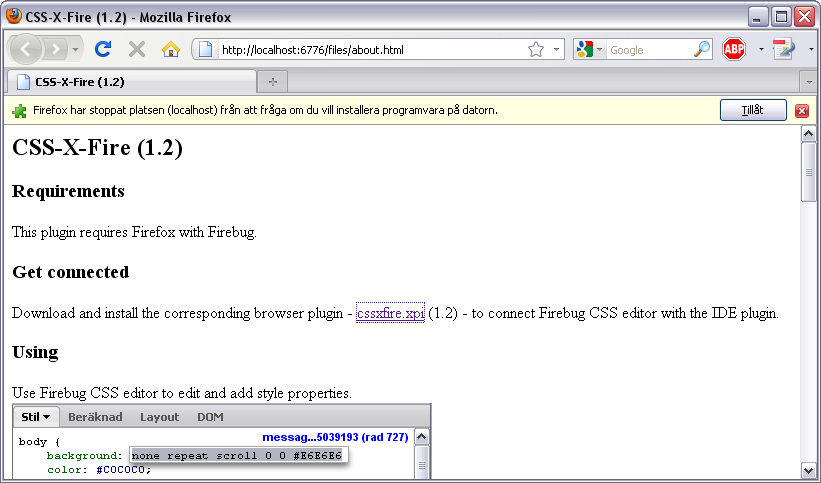 CSS-X-Fire (1.2) - Mozilla Firefox
http://localhost:6776/files/about.html
Google
ABP
CSS-X-Fire (1.2)
Firefox har stoppat platsen (localhost) från att fråga om du vill installera programvara på datorn.
Tillåt
CSS-X-Fire (1.2)
Requirements
This plugin requires Firefox with Firebug.
Get connected
Download and install the corresponding browser plugin - cssxfire.xpi (1.2) - to connect Firebug CSS editor with the IDE plugin.
Using
Use Firebug CSS editor to edit and add style properties.
Stil Beräknad Layout DOM
messag...5039193 (rad 727)
body {
background: none repeat scroll 0 0 #E6E6E6
color: #C0C0C0;